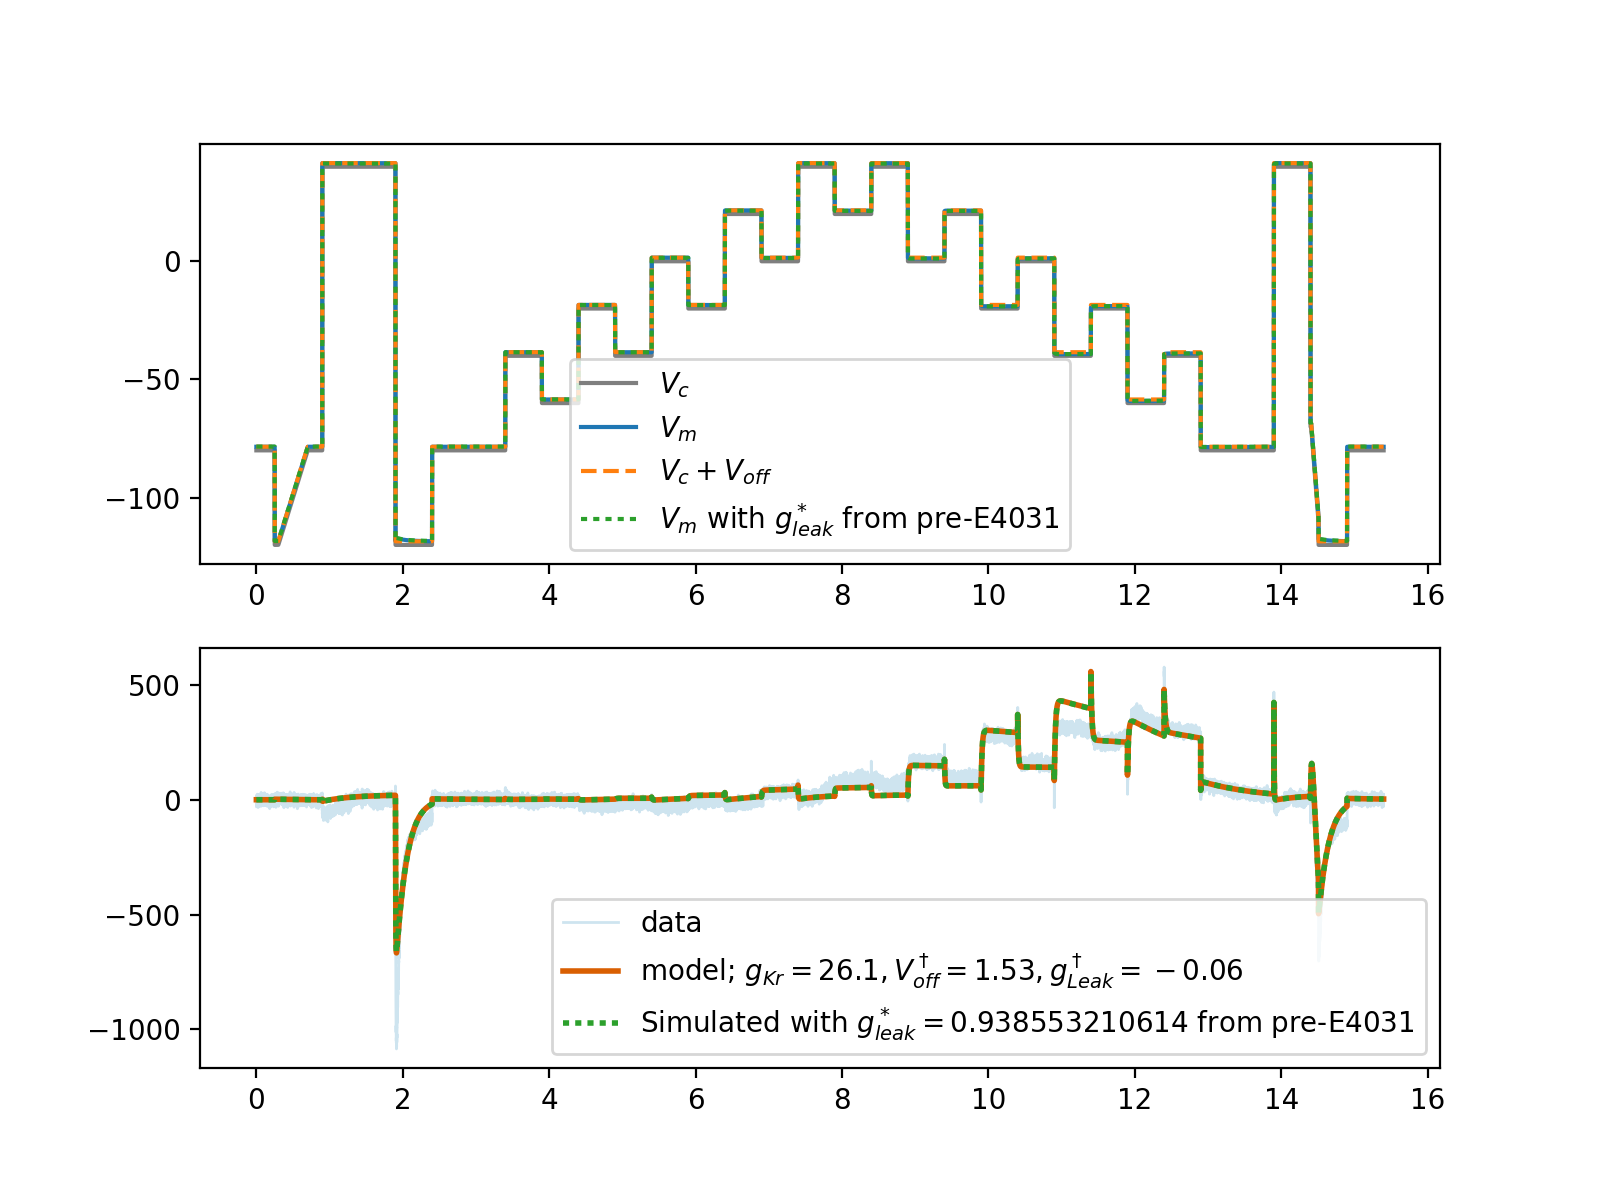 0
−50
−100
V_c
V_m
V_c + V_off
V_m with g*_leak from pre-E4031
0 2 4 6 8 10 12 14 16
500
0
−500
−1000
data
model; g_Kr = 26.1, V†_off = 1.53, g†_Leak = −0.06
Simulated with g*_leak = 0.938553210614 from pre-E4031
0 2 4 6 8 10 12 14 16